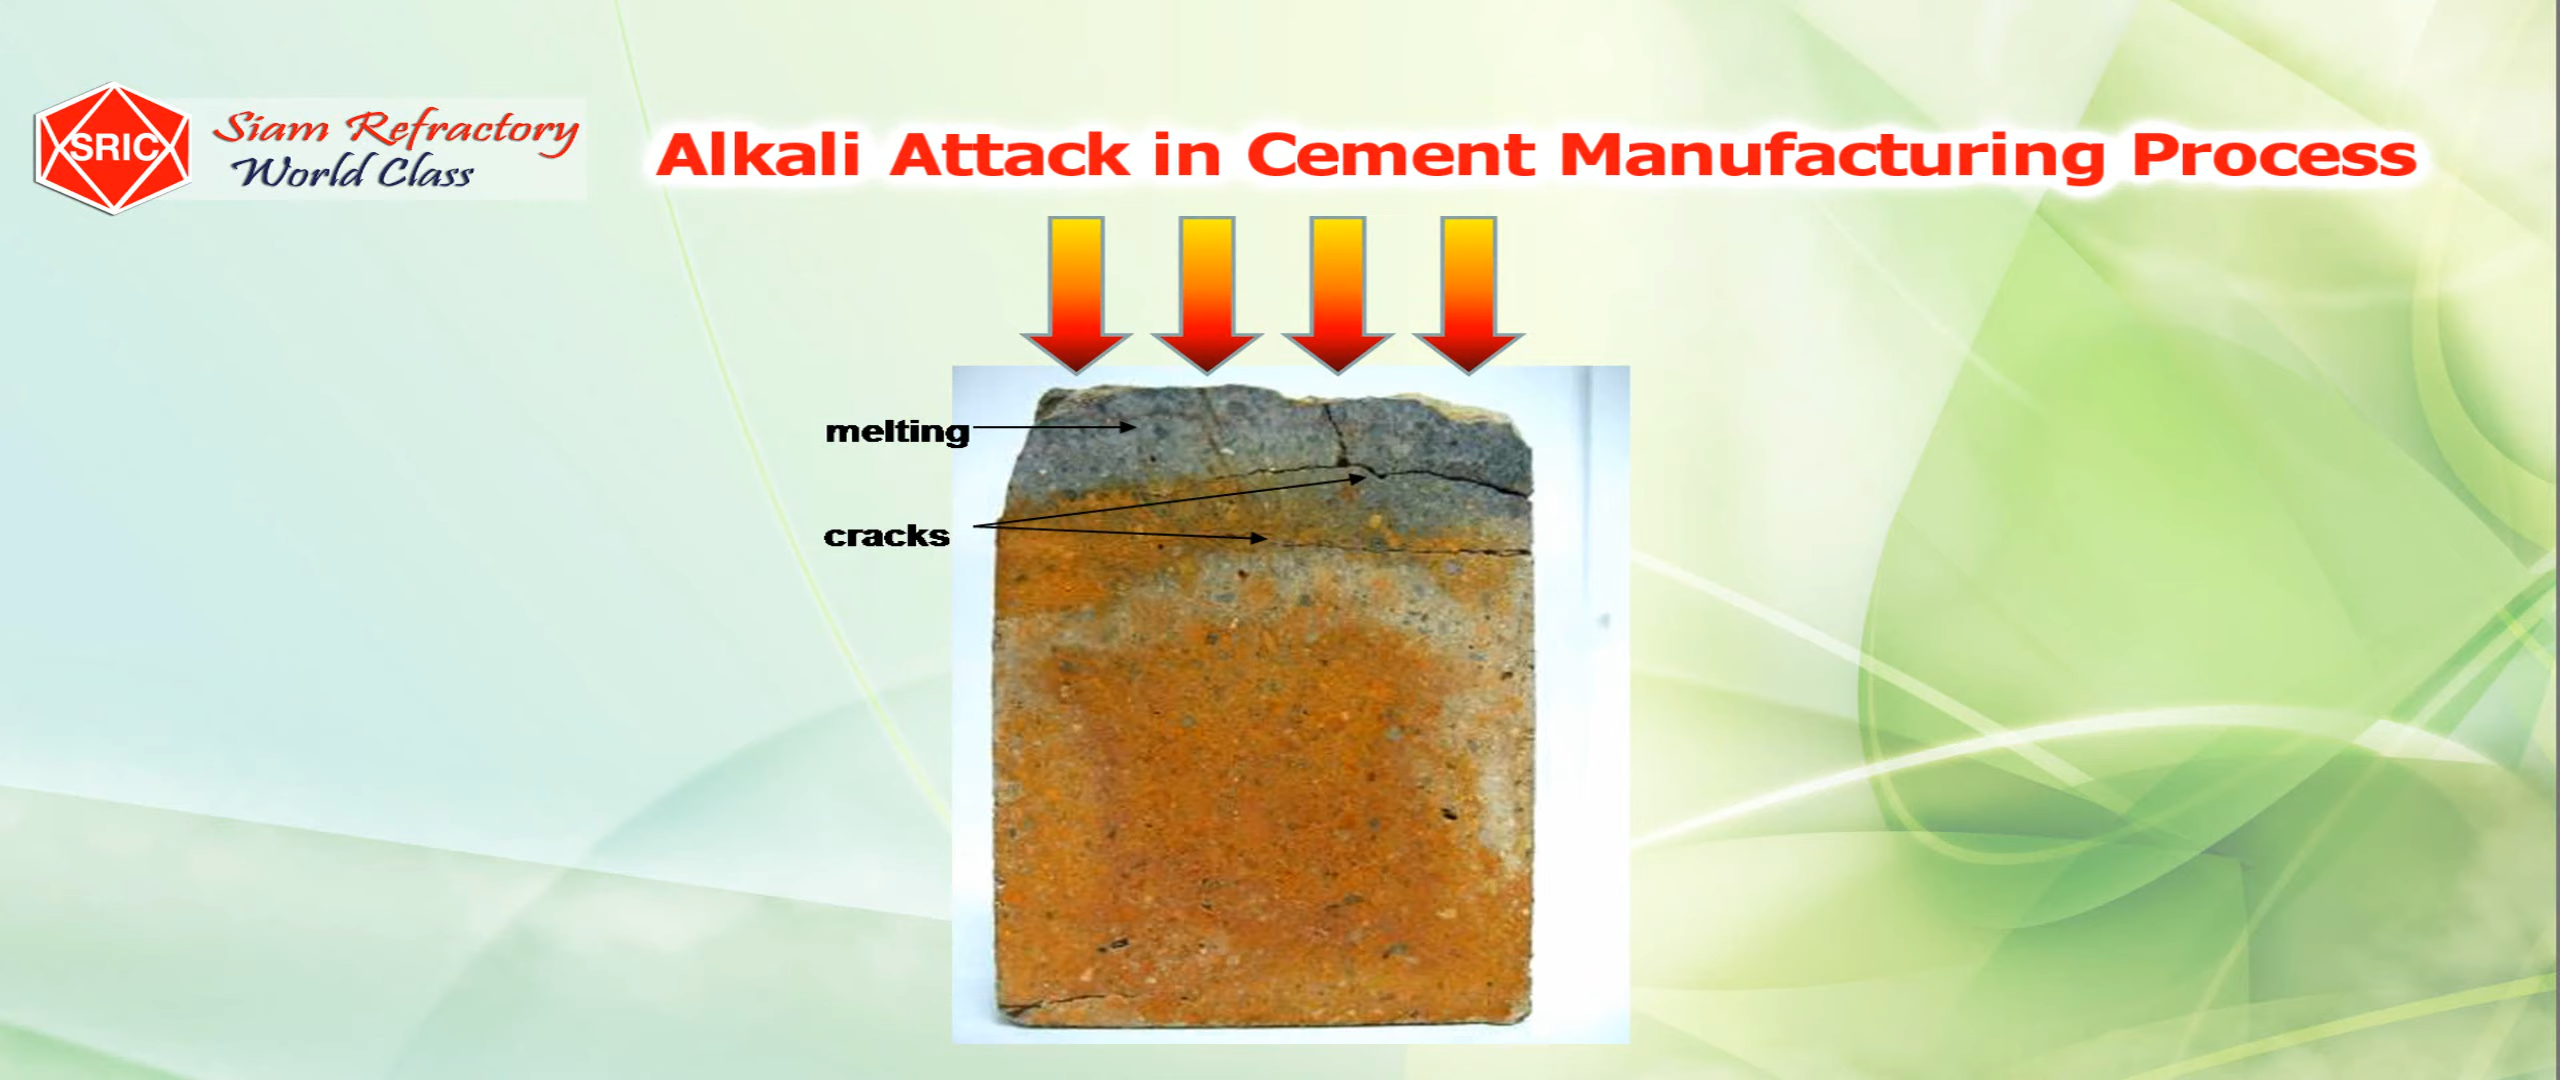 SRIC
Siam Refractory
World Class
Alkali Attack in Cement Manufacturing Process
melting
cracks